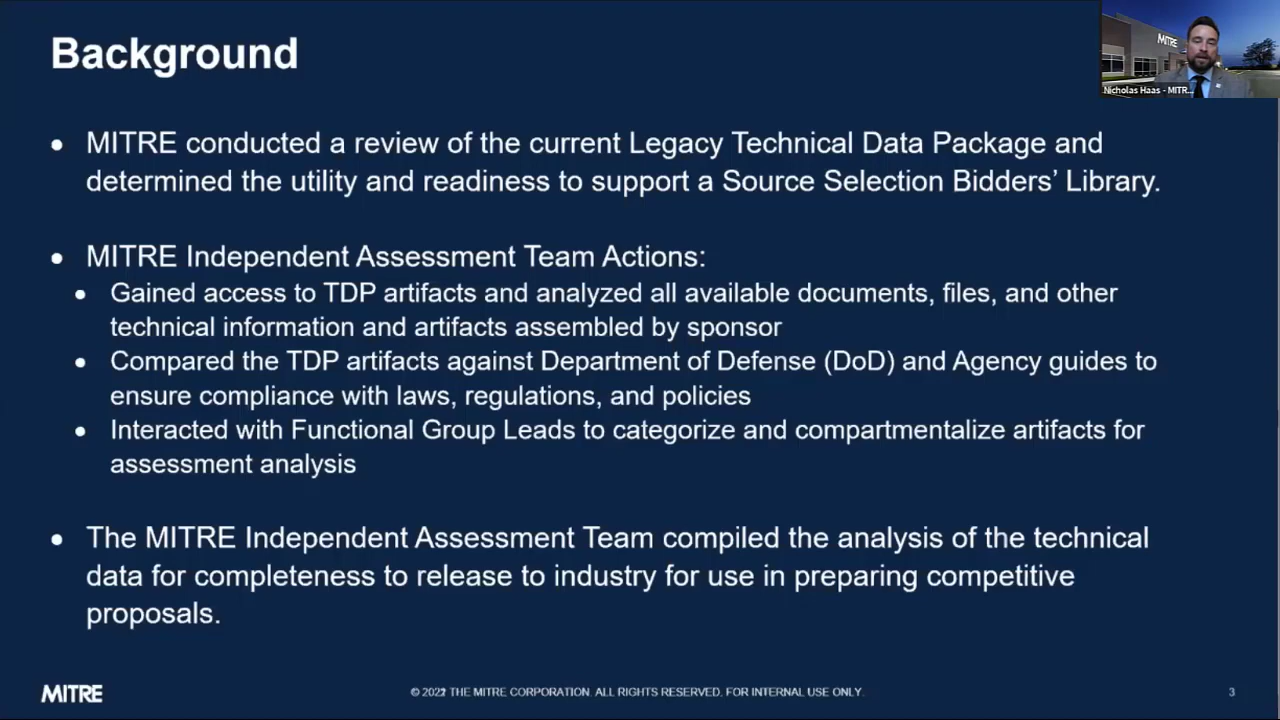 Background
MITRE
Nicholas Haas - MITR...
• MITRE conducted a review of the current Legacy Technical Data Package and
determined the utility and readiness to support a Source Selection Bidders’ Library.
• MITRE Independent Assessment Team Actions:
• Gained access to TDP artifacts and analyzed all available documents, files, and other
technical information and artifacts assembled by sponsor
• Compared the TDP artifacts against Department of Defense (DoD) and Agency guides to
ensure compliance with laws, regulations, and policies
• Interacted with Functional Group Leads to categorize and compartmentalize artifacts for
assessment analysis
• The MITRE Independent Assessment Team compiled the analysis of the technical
data for completeness to release to industry for use in preparing competitive
proposals.
MITRE
© 2022 THE MITRE CORPORATION. ALL RIGHTS RESERVED. FOR INTERNAL USE ONLY.
3